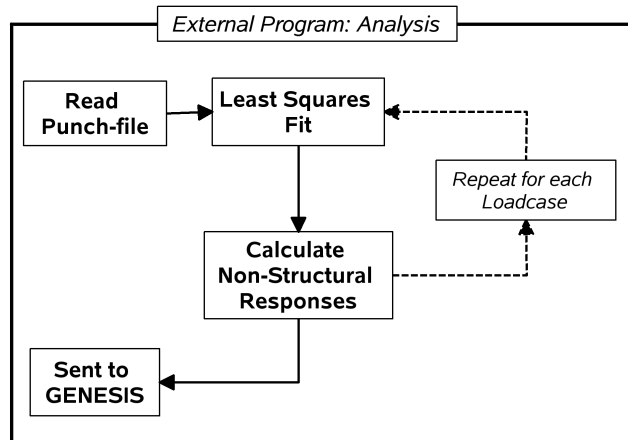 External Program: Analysis
Read
Punch-file
Least Squares
Fit
Repeat for each
Loadcase
Calculate
Non-Structural
Responses
Sent to
GENESIS